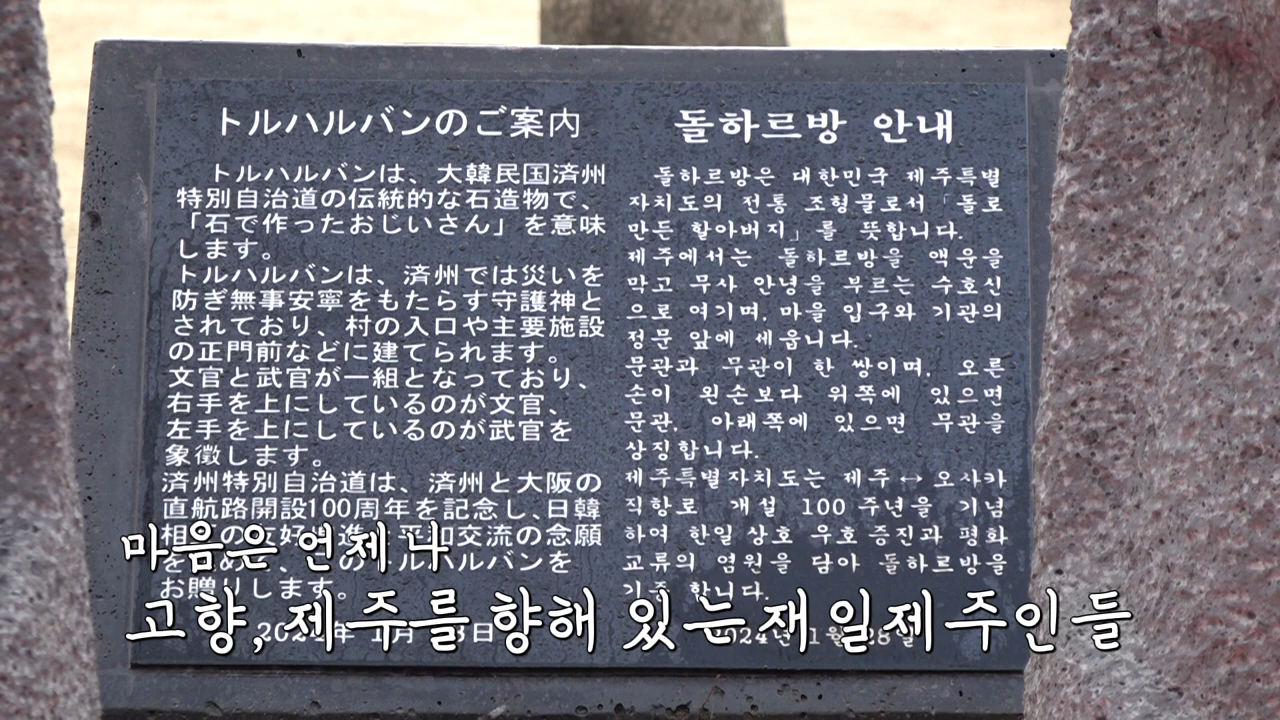 トルハルバンのご案内
トルハルバンは、大韓民国済州
特別自治道の伝統的な石造物で、
「石で作ったおじいさん」を意味
します。
トルハルバンは、済州では災いを
防ぎ無事安寧をもたらす守護神と
されており、村の入口や主要施設
の正門前などに建てられます。
文官と武官が一組となっており、
右手を上にしているのが文官、
左手を上にしているのが武官を
象徴します。
済州特別自治道は、済州と大阪の
直航路開設100周年を記念し、日韓
の友好 進 平和交流の念願
を のトルハルバンを
お贈りします。
돌하르방 안내
돌하르방은 대한민국 제주특별
자치도의 전통 조형물로서「돌로
만든 할아버지」를 뜻합니다.
제주에서는 돌하르방을 액운을
막고 무사 안녕을 부르는 수호신
으로 여기며, 마을 입구와 기관의
정문 앞에 세웁니다.
문관과 무관이 한 쌍이며, 오른
손이 왼손보다 위쪽에 있으면
문관, 아래쪽에 있으면 무관을
상징합니다.
제주특별자치도는 제주↔오사카
직항로 개설 100주년을 기념
하여 한일 상호 우호 증진과 평화
교류의 염원을 담아 돌하르방을
기증 합니다.
마음은 언제나
고향, 제주를 향해 있는 재일제주인들